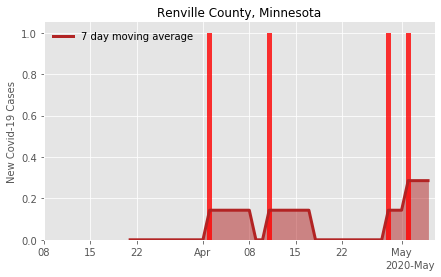 Renville County, Minnesota
7 day moving average
New Covid-19 Cases
1.0
0.8
0.6
0.4
0.2
0.0
08 15 22 Apr 08 15 22 May
2020-May